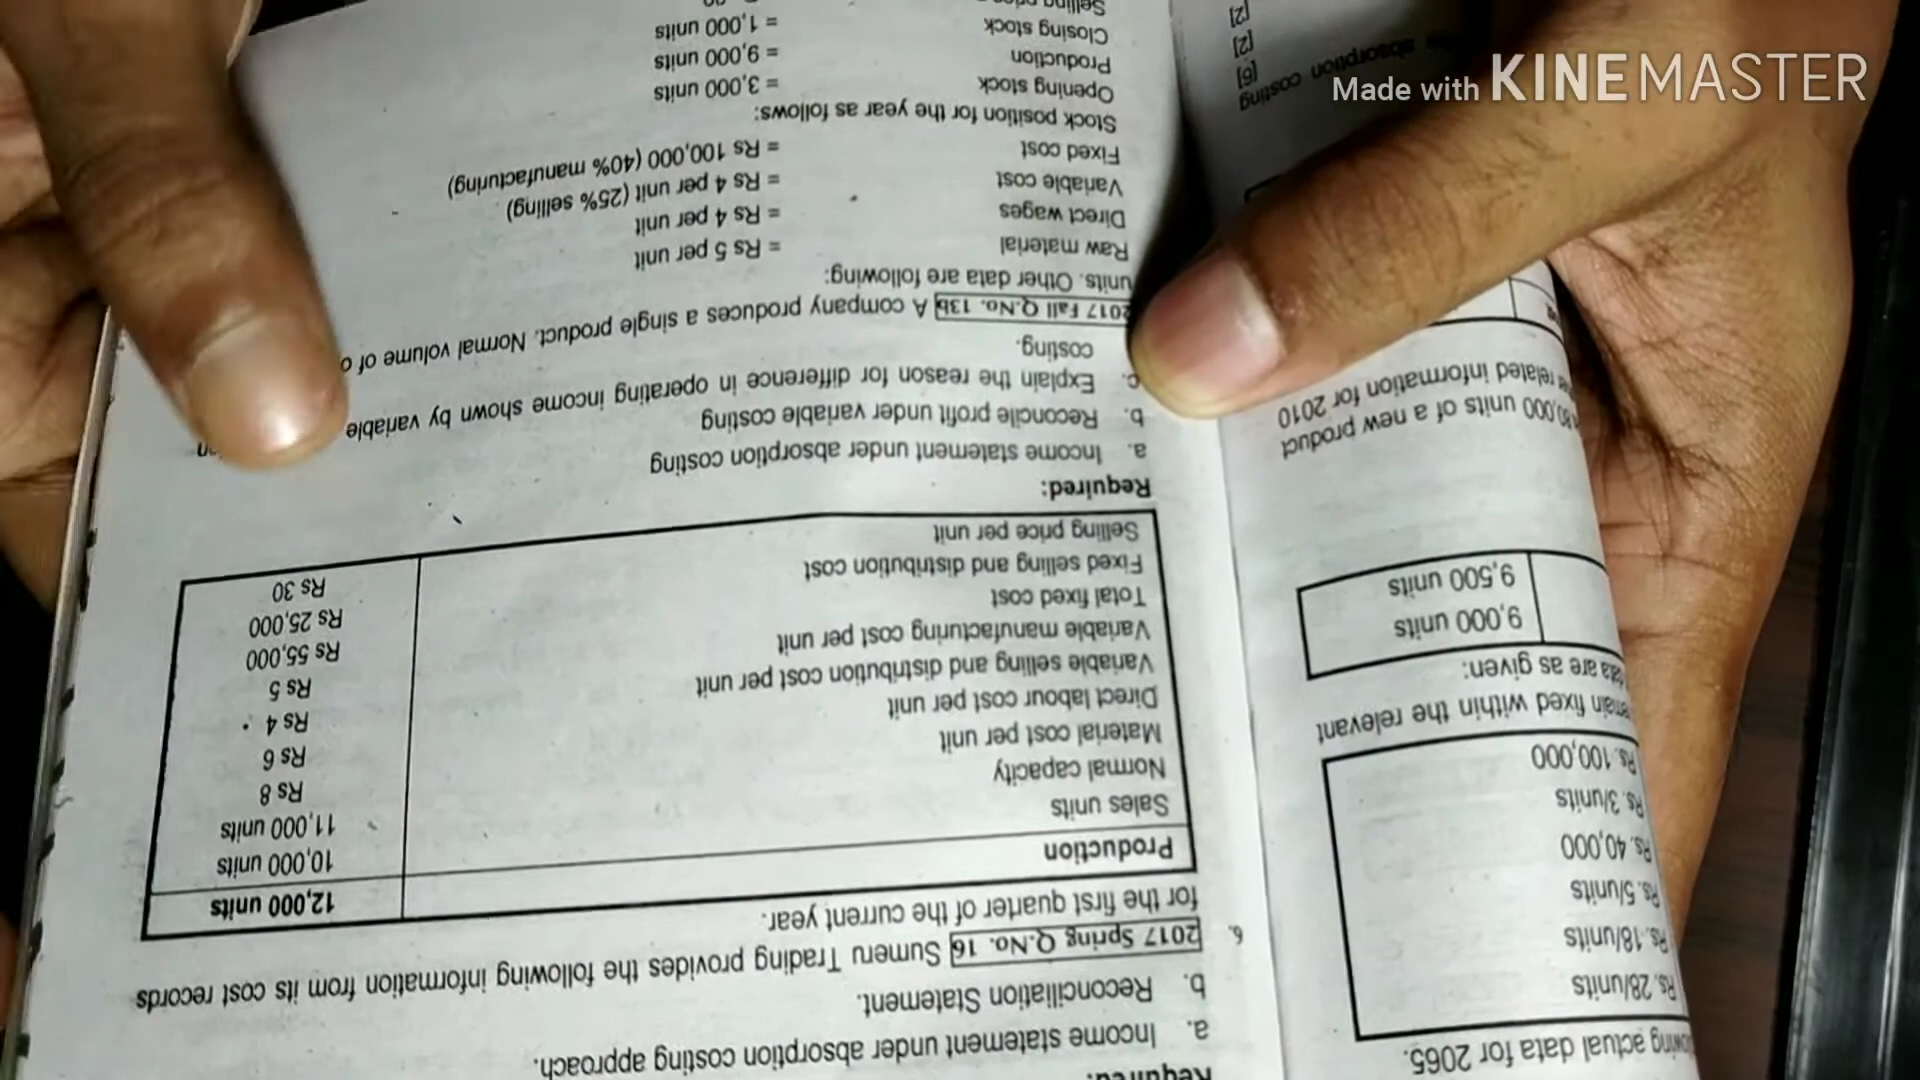 Made with KINEMASTER
a. Income statement under absorption costing approach.
b. Reconciliation Statement.
6. 2017 Spring Q.No. 16 Sumeru Trading provides the following information from its cost records
for the first quarter of the current year.
Production 12,000 units
Sales units 10,000 units
Normal capacity 11,000 units
Material cost per unit Rs 8
Direct labour cost per unit Rs 6
Variable selling and distribution cost per unit Rs 4
Variable manufacturing cost per unit Rs 5
Total fixed cost Rs 55,000
Fixed selling and distribution cost Rs 25,000
Selling price per unit Rs 30
Required:
a. Income statement under absorption costing
b. Reconcile profit under variable costing
c. Explain the reason for difference in operating income shown by variable
costing.
2017 Fall Q.No. 13b A company produces a single product. Normal volume of
units. Other data are following:
Raw material = Rs 5 per unit
Direct wages = Rs 4 per unit
Variable cost = Rs 4 per unit (25% selling)
Fixed cost = Rs 100,000 (40% manufacturing)
Stock position for the year as follows:
Opening stock = 3,000 units
Production = 9,000 units
Closing stock = 1,000 units
Selling
actual data for 2065.
Rs. 28/units
Rs. 18/units
Rs. 5/units
Rs. 40,000
Rs. 3/units
Rs. 100,000
fixed within the relevant
are as given:
9,000 units
9,500 units
units of a new product
related information for 2010
absorption costing
[6]
[2]
[2]